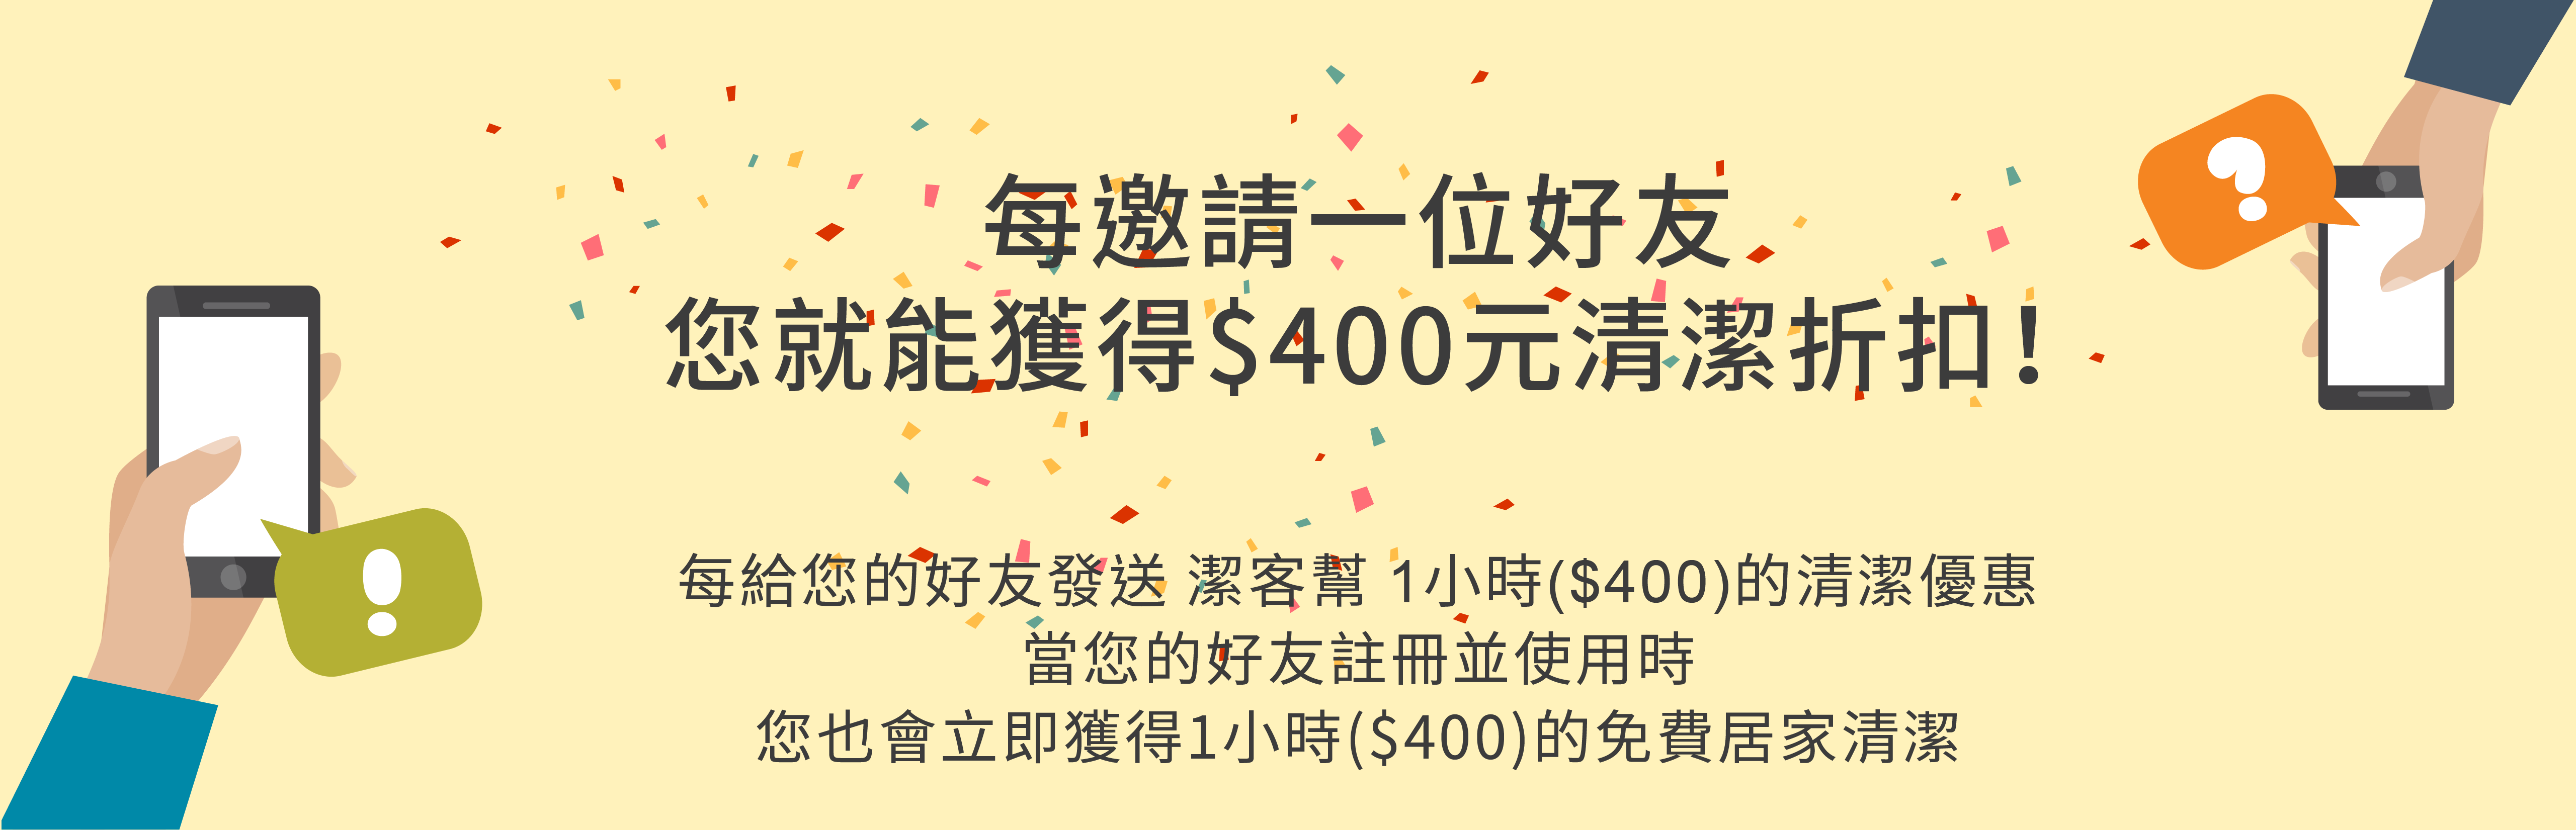 每邀請一位好友
您就能獲得$400元清潔折扣!
每給您的好友發送 潔客幫 1小時($400)的清潔優惠
當您的好友註冊並使用時
您也會立即獲得1小時($400)的免費居家清潔
?
!